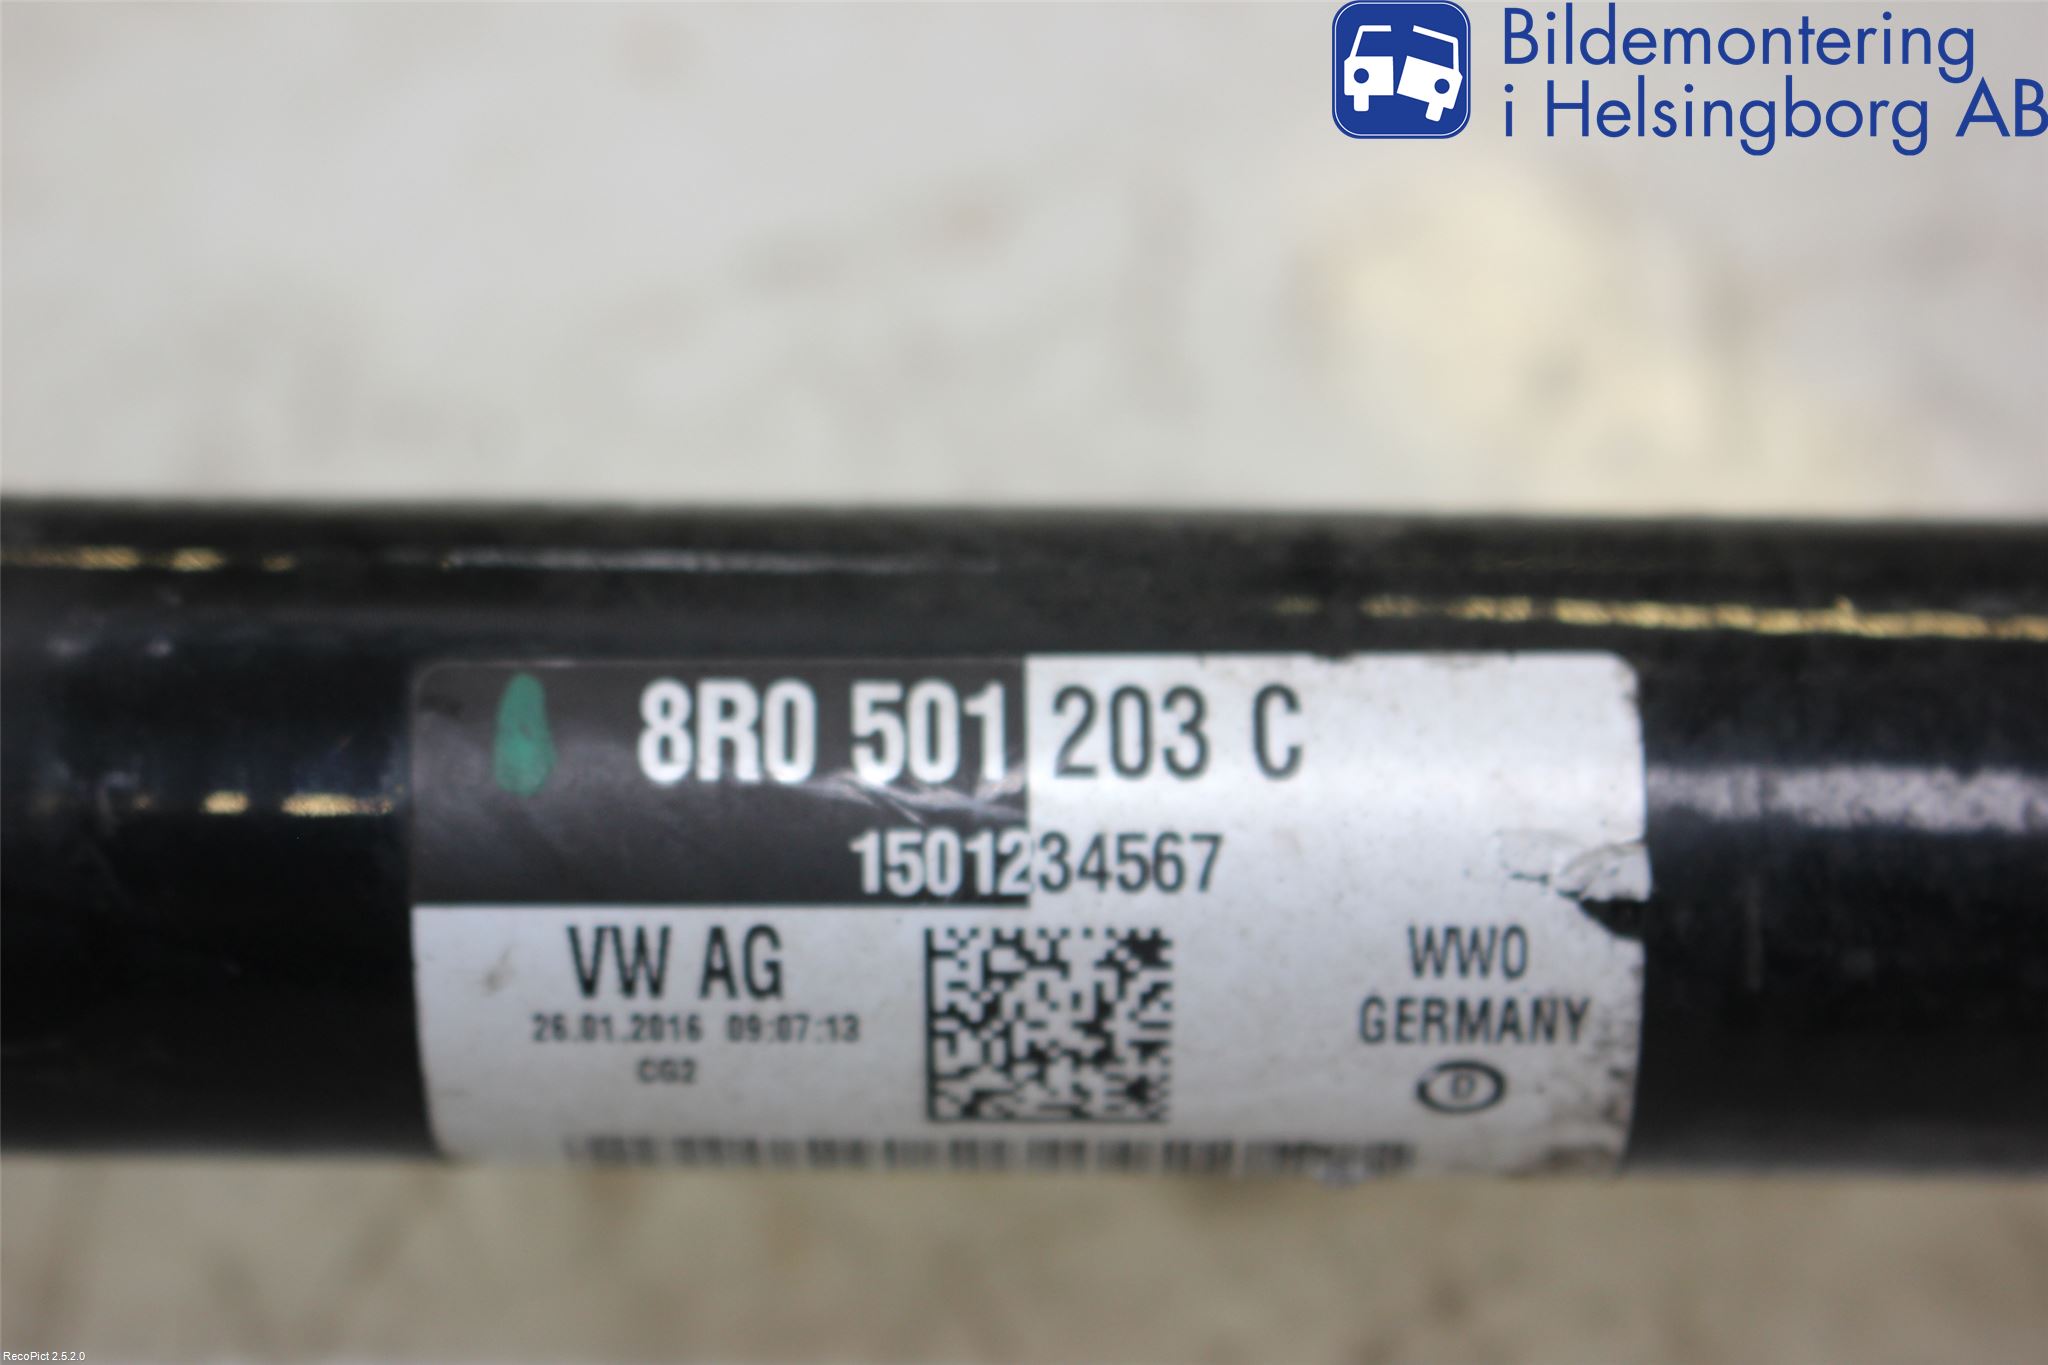 Bildemontering
i Helsingborg AB
8R0 501 203 C
1501234567
VW AG
26.01.2016 09:07:13
CG2
WWO
GERMANY
D
RecoPict 2.5.2.0